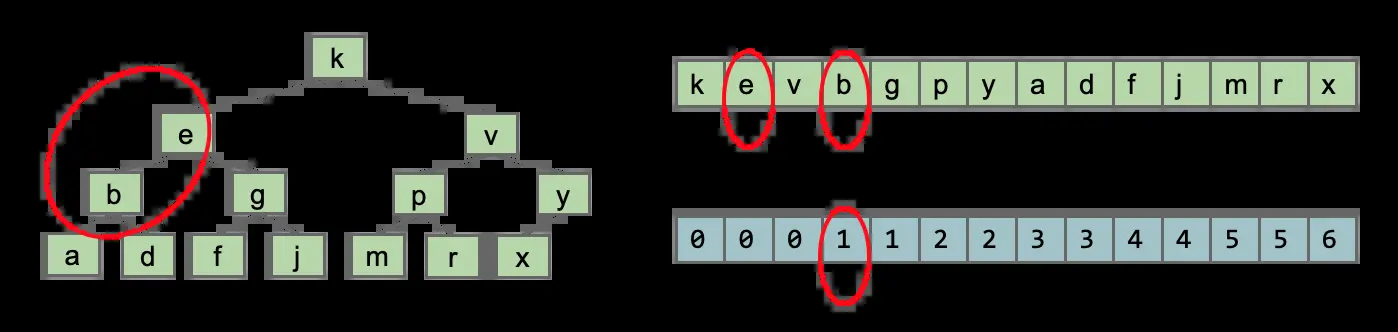 k
e v
b g p y
a d f j m r x
k e v b g p y a d f j m r x
0 0 0 1 1 2 2 3 3 4 4 5 5 6